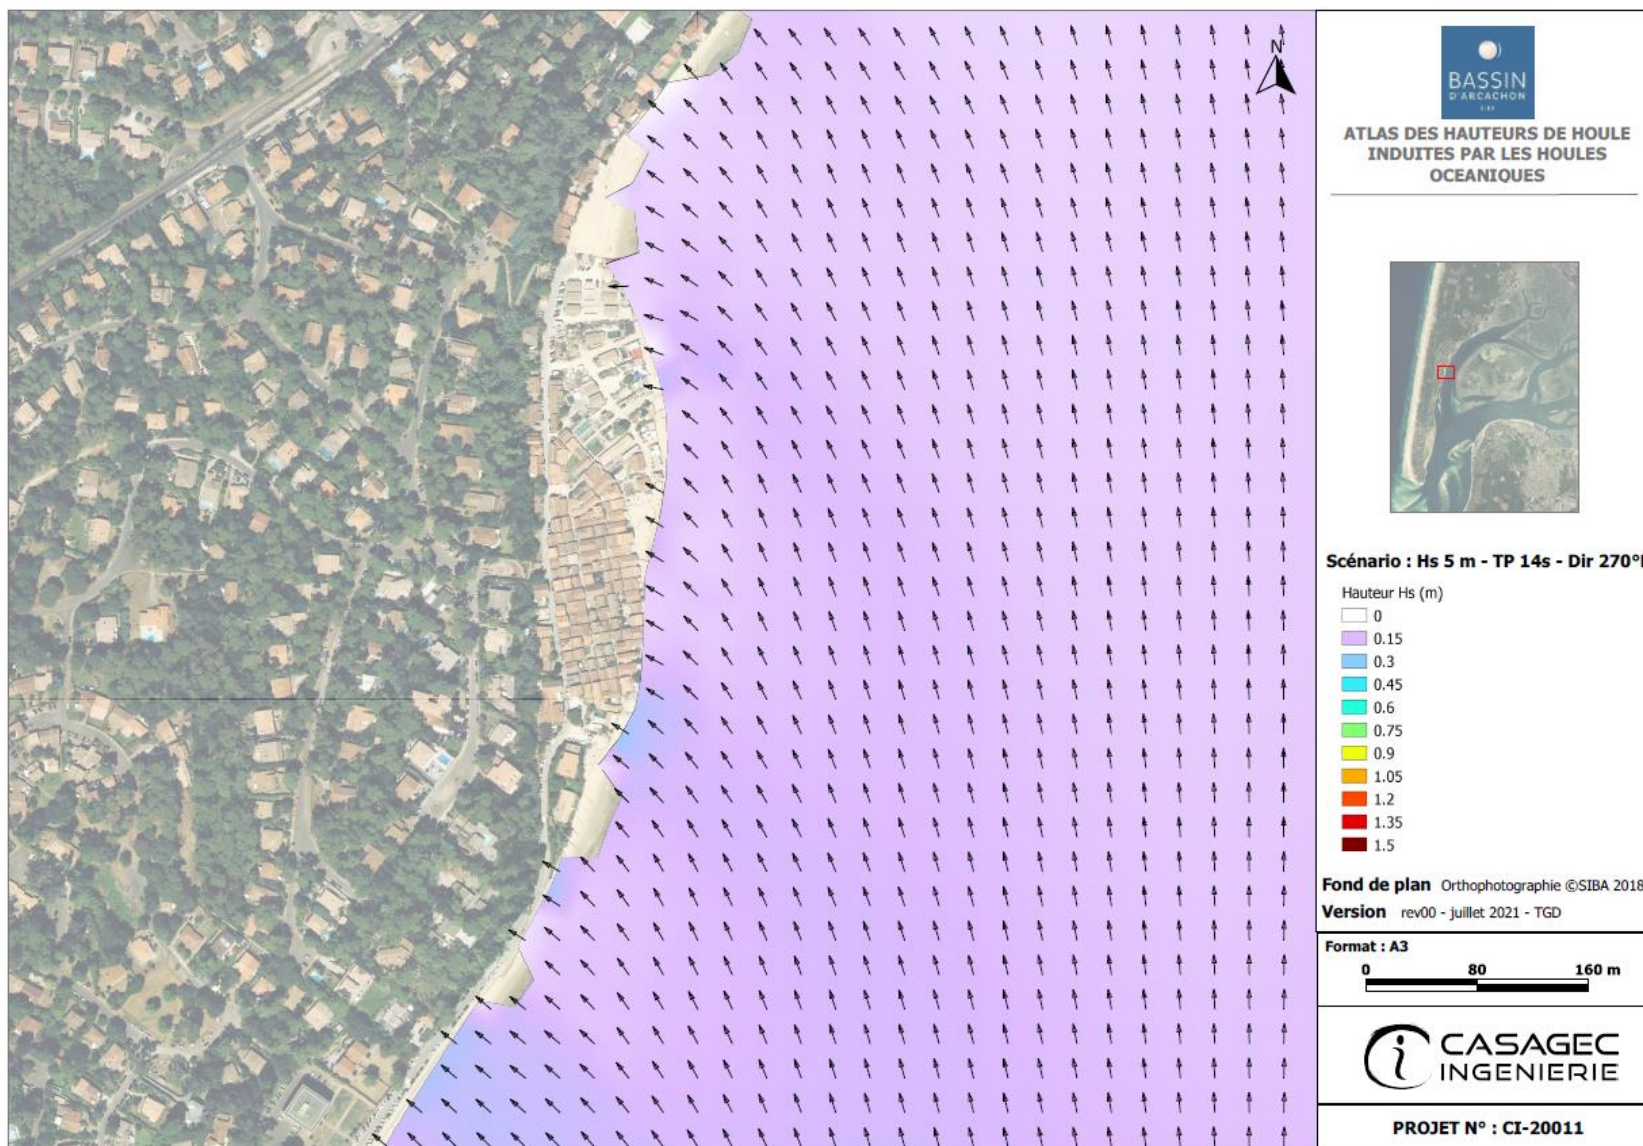 N
BASSIN
D'ARCACHON
SIBA
ATLAS DES HAUTEURS DE HOULE
INDUITES PAR LES HOULES
OCEANIQUES
Scénario : Hs 5 m - TP 14s - Dir 270°
Hauteur Hs (m)
0
0.15
0.3
0.45
0.6
0.75
0.9
1.05
1.2
1.35
1.5
Fond de plan Orthophotographie ©SIBA 2018
Version rev00 - juillet 2021 - TGD
Format : A3
0 80 160 m
CASAGEC
INGENIERIE
PROJET N° : CI-20011